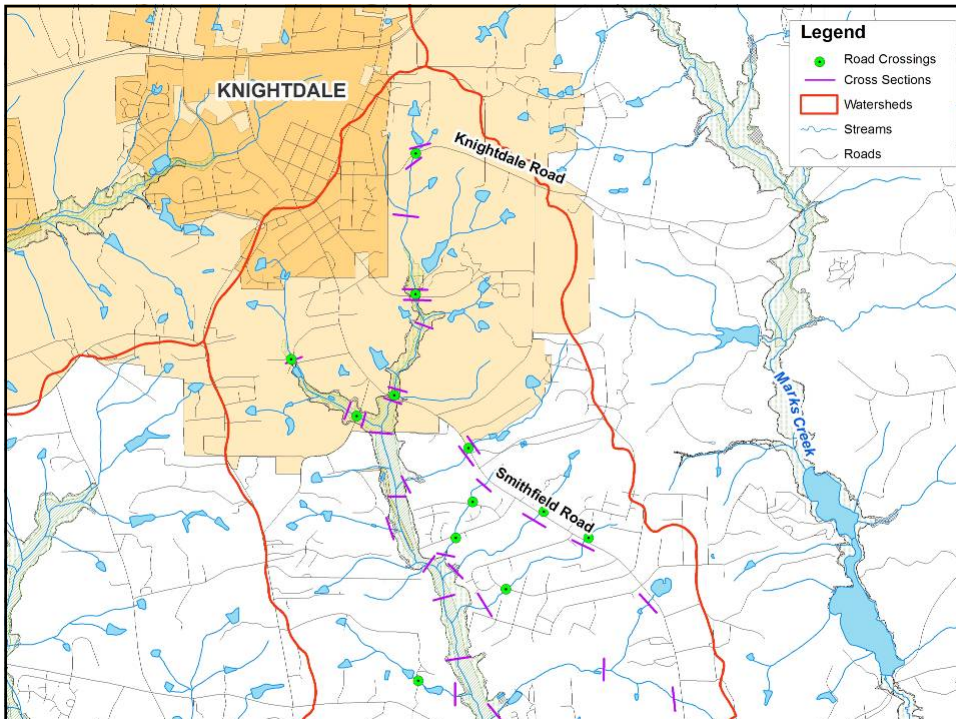 Legend
Road Crossings
Cross Sections
Watersheds
Streams
Roads
KNIGHTDALE
Knightdale Road
Marks Creek
Smithfield Road